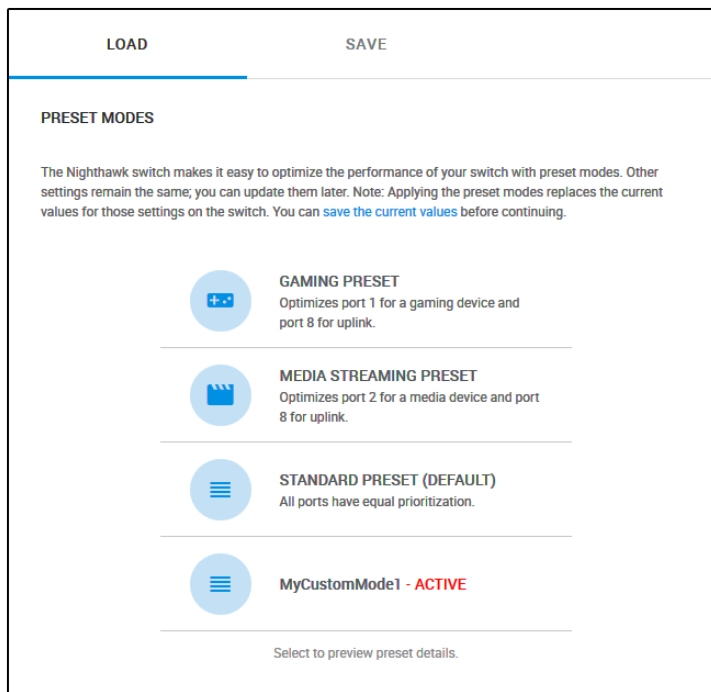 LOAD
SAVE
PRESET MODES
The Nighthawk switch makes it easy to optimize the performance of your switch with preset modes. Other
settings remain the same; you can update them later. Note: Applying the preset modes replaces the current
values for those settings on the switch. You can save the current values before continuing.
GAMING PRESET
Optimizes port 1 for a gaming device and
port 8 for uplink.
MEDIA STREAMING PRESET
Optimizes port 2 for a media device and port
8 for uplink.
STANDARD PRESET (DEFAULT)
All ports have equal prioritization.
MyCustomMode1 - ACTIVE
Select to preview preset details.